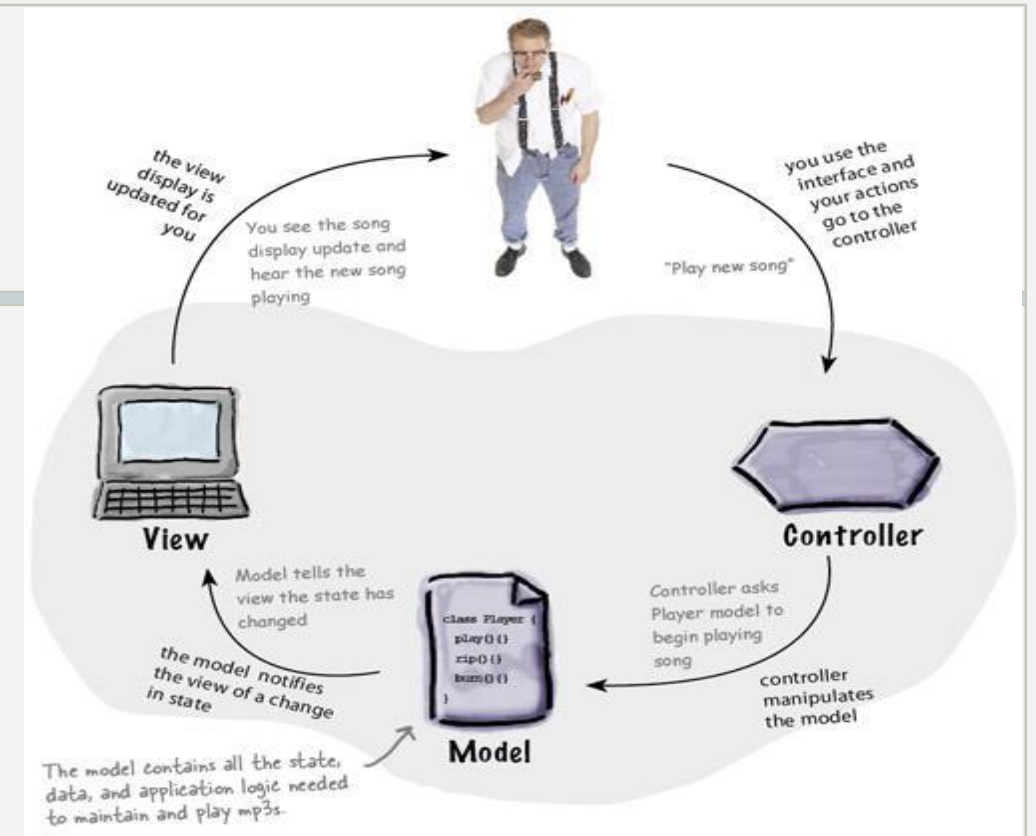 the view
display is
updated for
you
You see the song
display update and
hear the new song
playing
you use the
interface and
your actions
go to the
controller
"Play new song"
View
Controller
Model tells the
view the state has
changed
the model notifies
the view of a change
in state
class Player {
play(){}
rip(){}
burn(){}
}
Model
Controller asks
Player model to
begin playing
song
controller
manipulates
the model
The model contains all the state,
data, and application logic needed
to maintain and play mp3s.